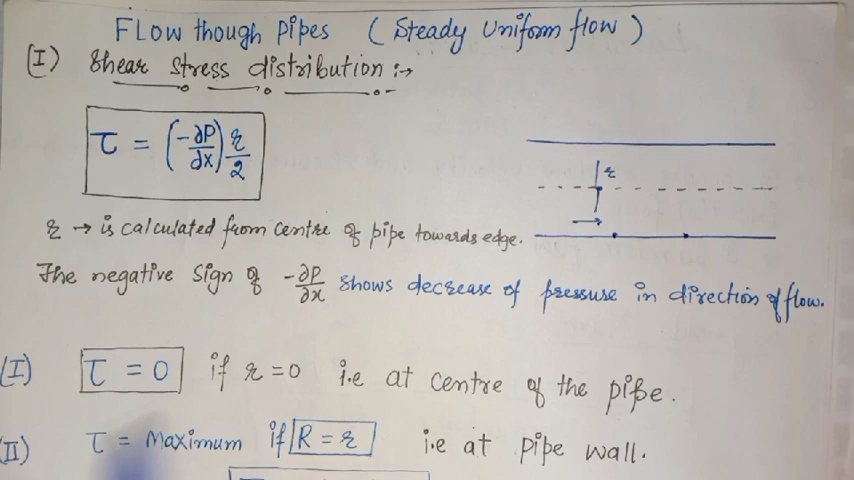 FLow though Pipes ( Steady Uniform flow )
(I) Shear Stress distribution :→
τ = (-∂P/∂x) r/2
r
r → is calculated from centre of pipe towards edge.
The negative sign of -∂P/∂x shows decrease of pressure in direction of flow.
(I) τ = 0 if r = 0 i.e at centre of the pipe.
(II) τ = Maximum if R = r i.e at pipe wall.